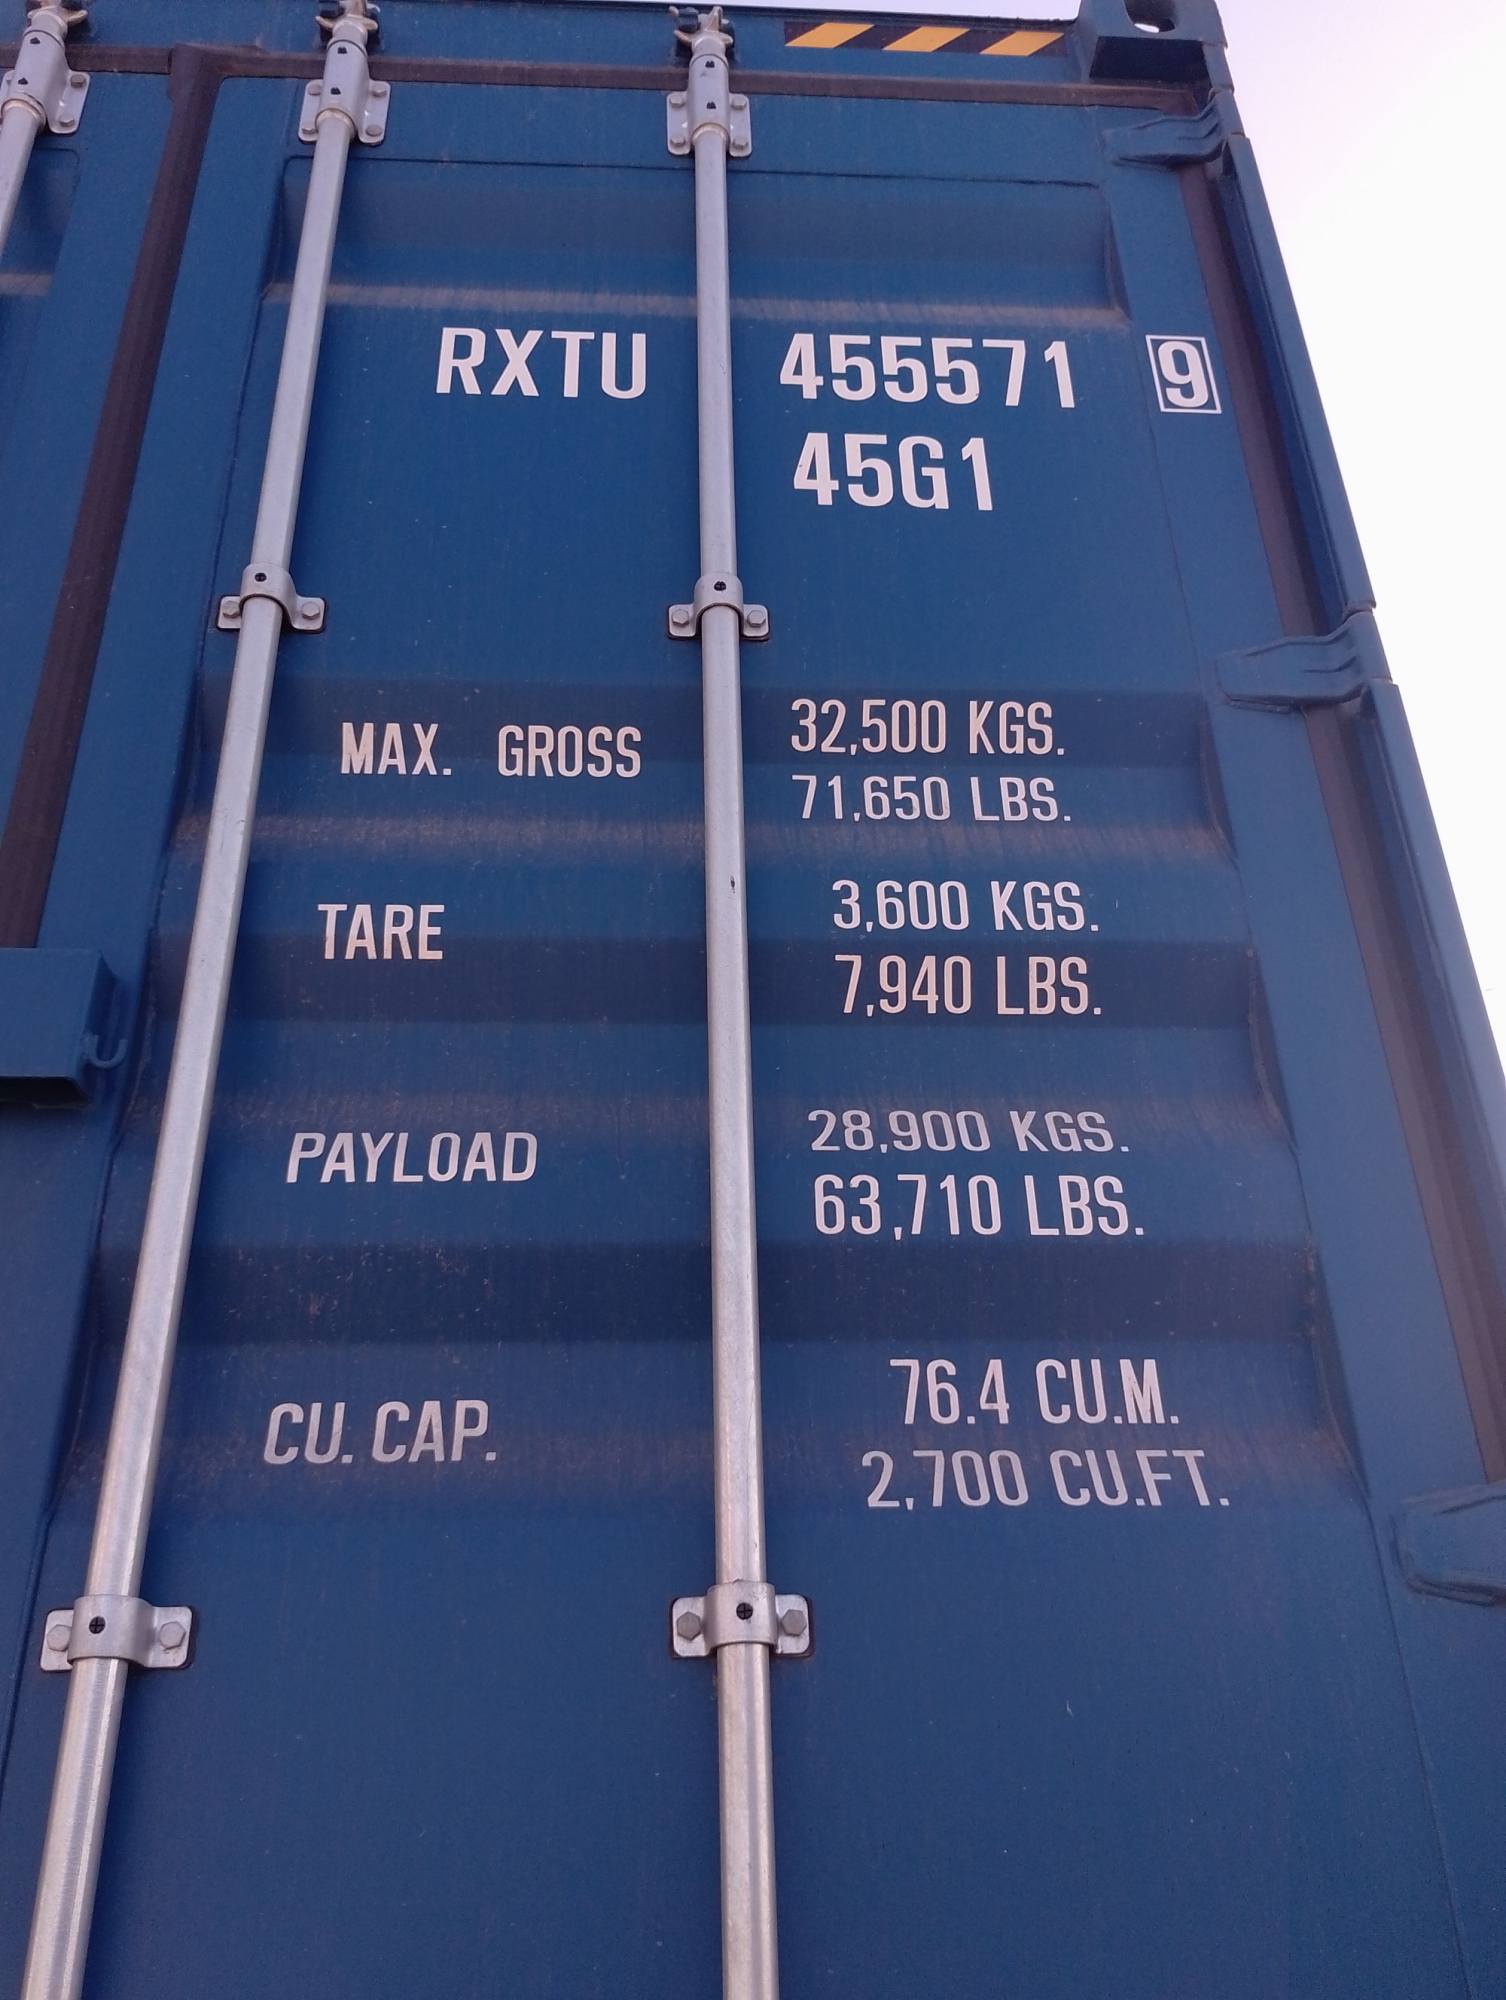 RXTU 455571 9
45G1
MAX. GROSS 32,500 KGS.
71,650 LBS.
TARE 3,600 KGS.
7,940 LBS.
PAYLOAD 28,900 KGS.
63,710 LBS.
CU. CAP. 76.4 CU.M.
2,700 CU.FT.